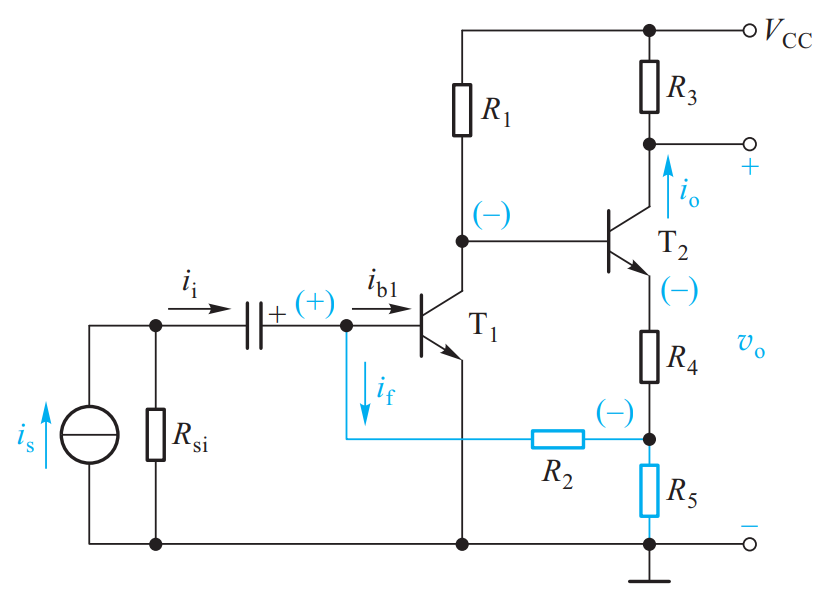 V_CC
R_3
R_1
+
i_o
(–)
T_2
(–)
i_i
+
(+)
i_b1
T_1
R_4
v_o
i_f
(–)
i_s
R_si
R_2
R_5
–